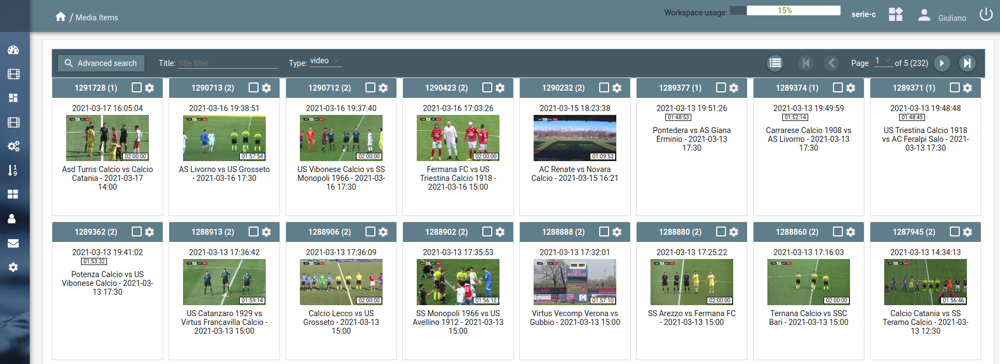 / Media Items
Workspace usage: 15% serie-c Giuliano
Advanced search Title: title filter Type: video Page 1 of 5 (232)
1291728 (1)
2021-03-17 16:05:04
02:00:00
Asd Turris Calcio vs Calcio
Catania - 2021-03-17
14:00
1290713 (2)
2021-03-16 19:38:51
01:57:54
AS Livorno vs US Grosseto
- 2021-03-16 17:30
1290712 (2)
2021-03-16 19:37:40
02:00:00
US Vibonese Calcio vs SS
Monopoli 1966 - 2021-03-
16 17:30
1290423 (2)
2021-03-16 17:03:26
02:00:00
Fermana FC vs US
Triestina Calcio 1918 -
2021-03-16 15:00
1290232 (2)
2021-03-15 18:23:38
01:09:53
AC Renate vs Novara
Calcio - 2021-03-15 16:21
1289377 (1)
2021-03-13 19:51:26
01:48:53
Pontedera vs AS Giana
Erminio - 2021-03-13
17:30
1289374 (1)
2021-03-13 19:49:59
01:52:14
Carrarese Calcio 1908 vs
AS Livorno - 2021-03-13
17:30
1289371 (1)
2021-03-13 19:48:48
01:48:45
US Triestina Calcio 1918
vs AC Feralpi Salo - 2021-
03-13 17:30
1289362 (2)
2021-03-13 19:41:02
01:53:32
Potenza Calcio vs US
Vibonese Calcio - 2021-03-
13 17:30
1288913 (2)
2021-03-13 17:36:42
01:59:14
US Catanzaro 1929 vs
Virtus Francavilla Calcio -
2021-03-13 15:00
1288906 (2)
2021-03-13 17:36:09
02:00:00
Calcio Lecco vs US
Grosseto - 2021-03-13
15:00
1288902 (2)
2021-03-13 17:35:53
01:56:12
SS Monopoli 1966 vs US
Avellino 1912 - 2021-03-13
15:00
1288888 (2)
2021-03-13 17:32:01
01:57:10
Virtus Vecomp Verona vs
Gubbio - 2021-03-13 15:00
1288880 (2)
2021-03-13 17:25:22
02:00:00
SS Arezzo vs Fermana FC
- 2021-03-13 15:00
1288860 (2)
2021-03-13 17:16:03
02:00:00
Ternana Calcio vs SSC
Bari - 2021-03-13 15:00
1287945 (2)
2021-03-13 14:34:13
01:56:46
Calcio Catania vs SS
Teramo Calcio - 2021-03-
13 12:30